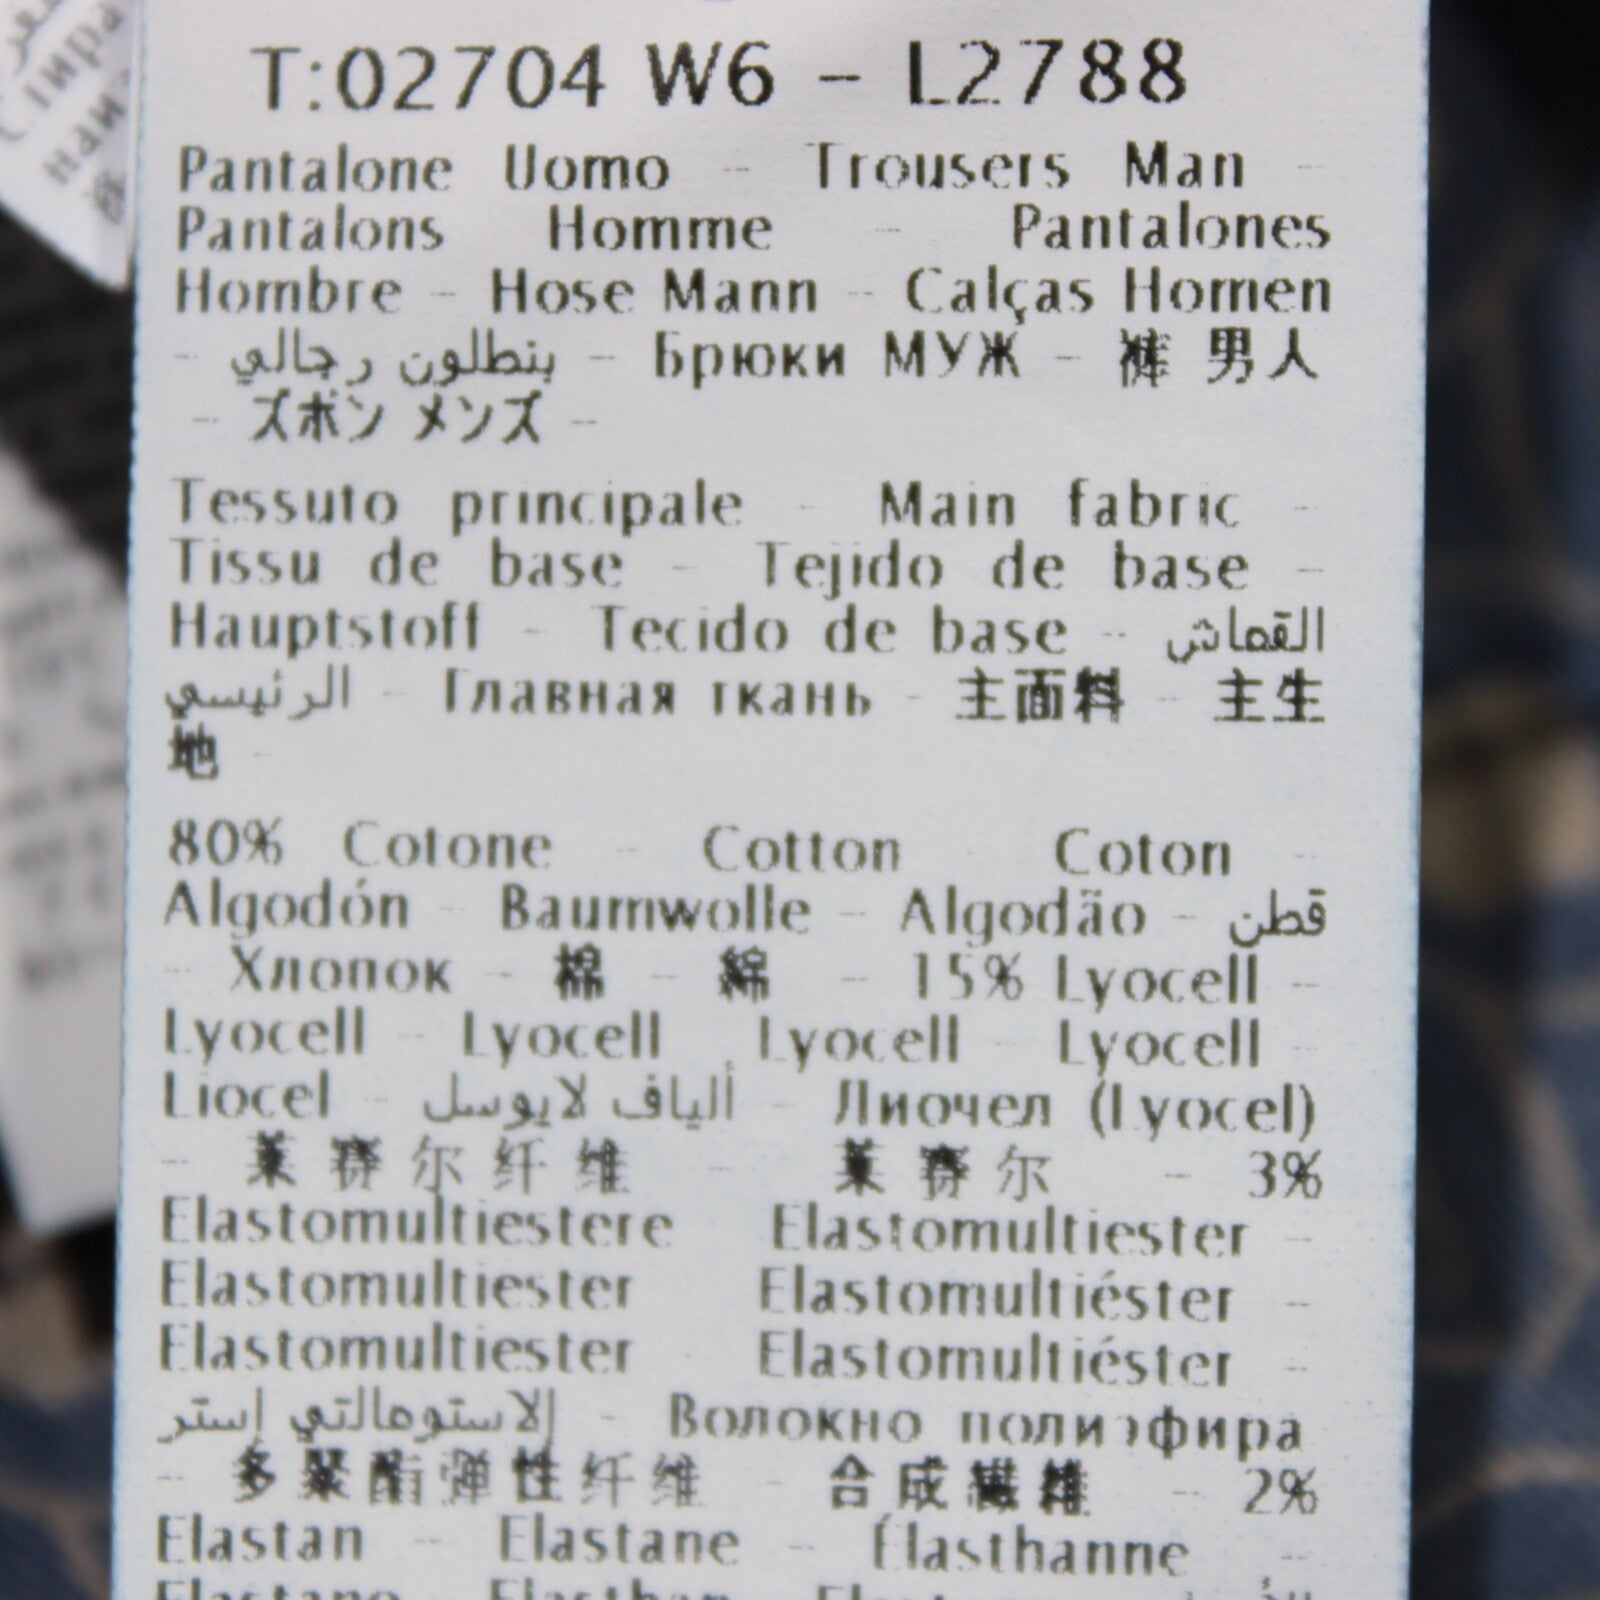 T:02704 W6 - L2788
Pantalone Uomo - Trousers Man -
Pantalons Homme - Pantalones
Hombre - Hose Mann - Calças Homen
- بنطلون رجالي - Брюки МУЖ - 裤 男人
- ズボン メンズ -
Tessuto principale - Main fabric -
Tissu de base - Tejido de base -
Hauptstoff - Tecido de base - القماش
الرئيسي - Главная ткань - 主面料 - 主生
地 -
80% Cotone - Cotton - Coton -
Algodón - Baumwolle - Algodão - قطن
- Хлопок - 棉 - 綿 - 15% Lyocell -
Lyocell - Lyocell - Lyocell - Lyocell -
Liocel - ألياف لايوسل - Лиочел (Lyocel)
- 莱赛尔纤维 - 莱赛尔 - 3%
Elastomultiestere - Elastomultiester -
Elastomultiester - Elastomultiéster -
Elastomultiester - Elastomultiéster -
الاستومالتي إستر - Волокно полиэфира
- 多聚酯弹性纤维 - 合成繊維 - 2%
Elastan - Elastane - Élasthanne -